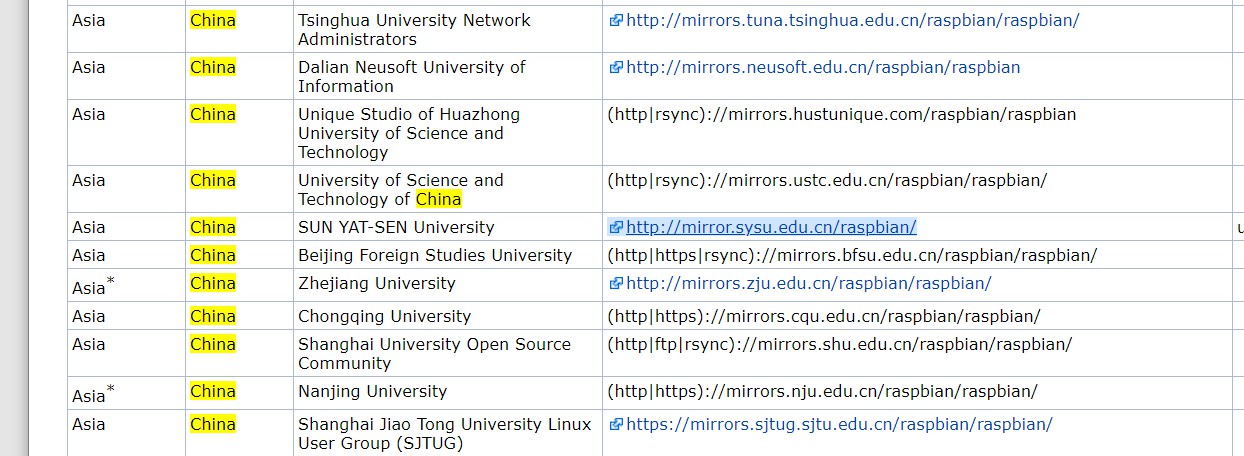 Asia China Tsinghua University Network http://mirrors.tuna.tsinghua.edu.cn/raspbian/raspbian/
Administrators
Asia China Dalian Neusoft University of http://mirrors.neusoft.edu.cn/raspbian/raspbian
Information
Asia China Unique Studio of Huazhong (http|rsync)://mirrors.hustunique.com/raspbian/raspbian
University of Science and
Technology
Asia China University of Science and (http|rsync)://mirrors.ustc.edu.cn/raspbian/raspbian/
Technology of China
Asia China SUN YAT-SEN University http://mirror.sysu.edu.cn/raspbian/
Asia China Beijing Foreign Studies University (http|https|rsync)://mirrors.bfsu.edu.cn/raspbian/raspbian/
Asia* China Zhejiang University http://mirrors.zju.edu.cn/raspbian/raspbian/
Asia China Chongqing University (http|https)://mirrors.cqu.edu.cn/raspbian/raspbian/
Asia China Shanghai University Open Source (http|ftp|rsync)://mirrors.shu.edu.cn/raspbian/raspbian/
Community
Asia* China Nanjing University (http|https)://mirrors.nju.edu.cn/raspbian/raspbian/
Asia China Shanghai Jiao Tong University Linux https://mirrors.sjtug.sjtu.edu.cn/raspbian/raspbian/
User Group (SJTUG)